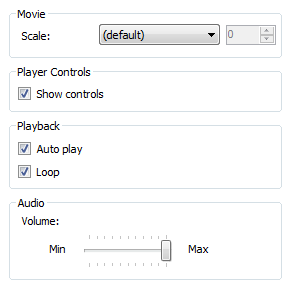 Movie
Scale: (default) 0
Player Controls
Show controls
Playback
Auto play
Loop
Audio
Volume:
Min Max